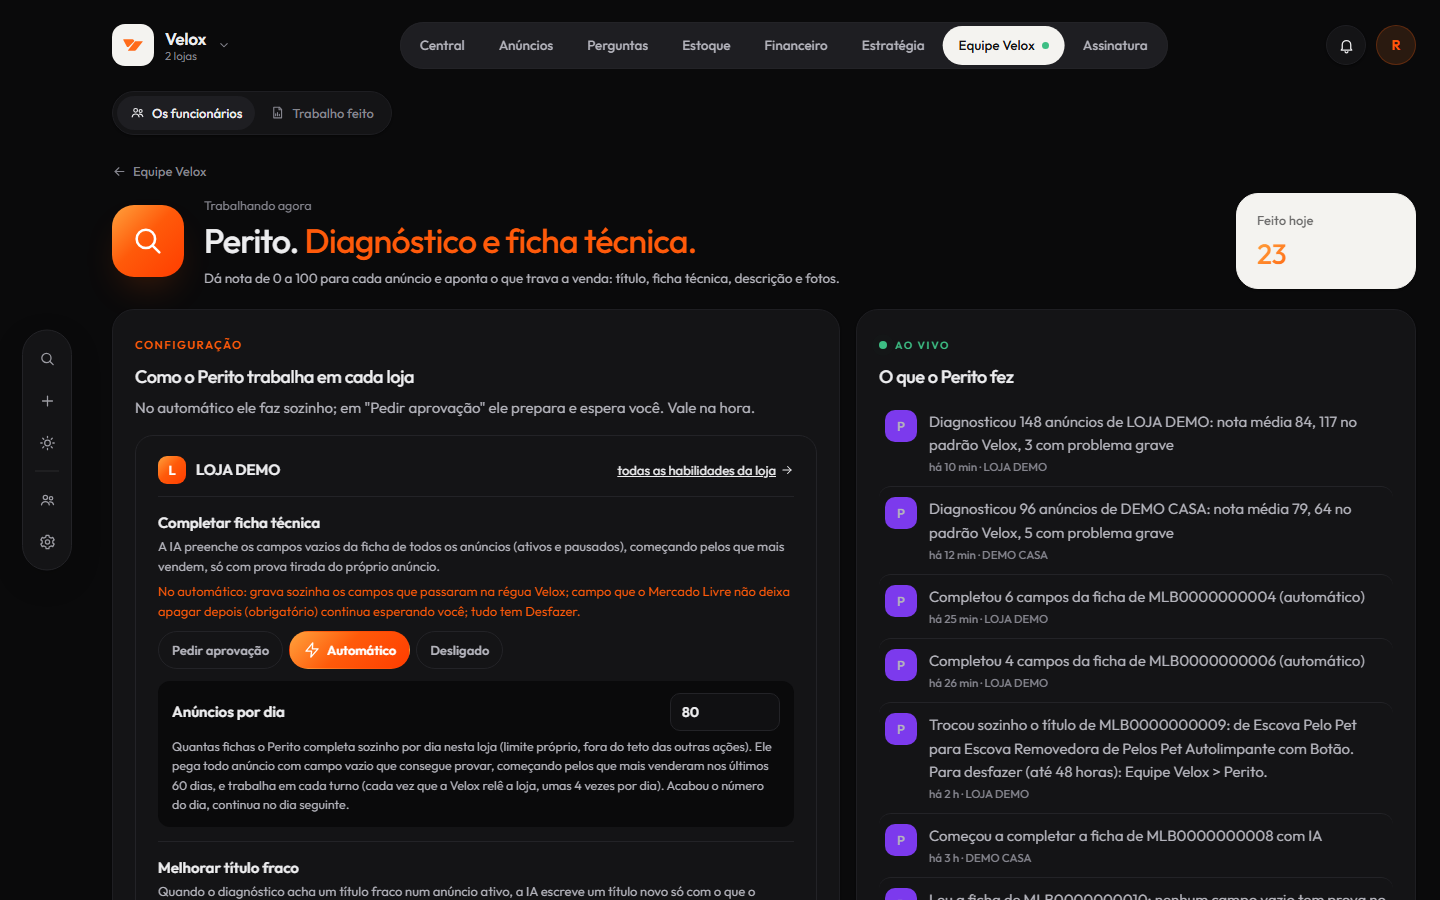 Velox
2 lojas
Central
Anúncios
Perguntas
Estoque
Financeiro
Estratégia
Equipe Velox
Assinatura
R
Os funcionários
Trabalho feito
← Equipe Velox
Trabalhando agora
Perito. Diagnóstico e ficha técnica.
Dá nota de 0 a 100 para cada anúncio e aponta o que trava a venda: título, ficha técnica, descrição e fotos.
Feito hoje
23
CONFIGURAÇÃO
Como o Perito trabalha em cada loja
No automático ele faz sozinho; em "Pedir aprovação" ele prepara e espera você. Vale na hora.
L
LOJA DEMO
todas as habilidades da loja →
Completar ficha técnica
A IA preenche os campos vazios da ficha de todos os anúncios (ativos e pausados), começando pelos que mais
vendem, só com prova tirada do próprio anúncio.
No automático: grava sozinha os campos que passaram na régua Velox; campo que o Mercado Livre não deixa
apagar depois (obrigatório) continua esperando você; tudo tem Desfazer.
Pedir aprovação
Automático
Desligado
Anúncios por dia
80
Quantas fichas o Perito completa sozinho por dia nesta loja (limite próprio, fora do teto das outras ações). Ele
pega todo anúncio com campo vazio que consegue provar, começando pelos que mais venderam nos últimos
60 dias, e trabalha em cada turno (cada vez que a Velox relê a loja, umas 4 vezes por dia). Acabou o número
do dia, continua no dia seguinte.
Melhorar título fraco
Quando o diagnóstico acha um título fraco num anúncio ativo, a IA escreve um título novo só com o que o
AO VIVO
O que o Perito fez
P
Diagnosticou 148 anúncios de LOJA DEMO: nota média 84, 117 no
padrão Velox, 3 com problema grave
há 10 min · LOJA DEMO
P
Diagnosticou 96 anúncios de DEMO CASA: nota média 79, 64 no
padrão Velox, 5 com problema grave
há 12 min · DEMO CASA
P
Completou 6 campos da ficha de MLB0000000004 (automático)
há 25 min · LOJA DEMO
P
Completou 4 campos da ficha de MLB0000000006 (automático)
há 26 min · LOJA DEMO
P
Trocou sozinho o título de MLB0000000009: de Escova Pelo Pet
para Escova Removedora de Pelos Pet Autolimpante com Botão.
Para desfazer (até 48 horas): Equipe Velox > Perito.
há 2 h · LOJA DEMO
P
Começou a completar a ficha de MLB0000000008 com IA
há 3 h · DEMO CASA
Leu a ficha de MLB0000000010: nenhum campo vazio tem prova no